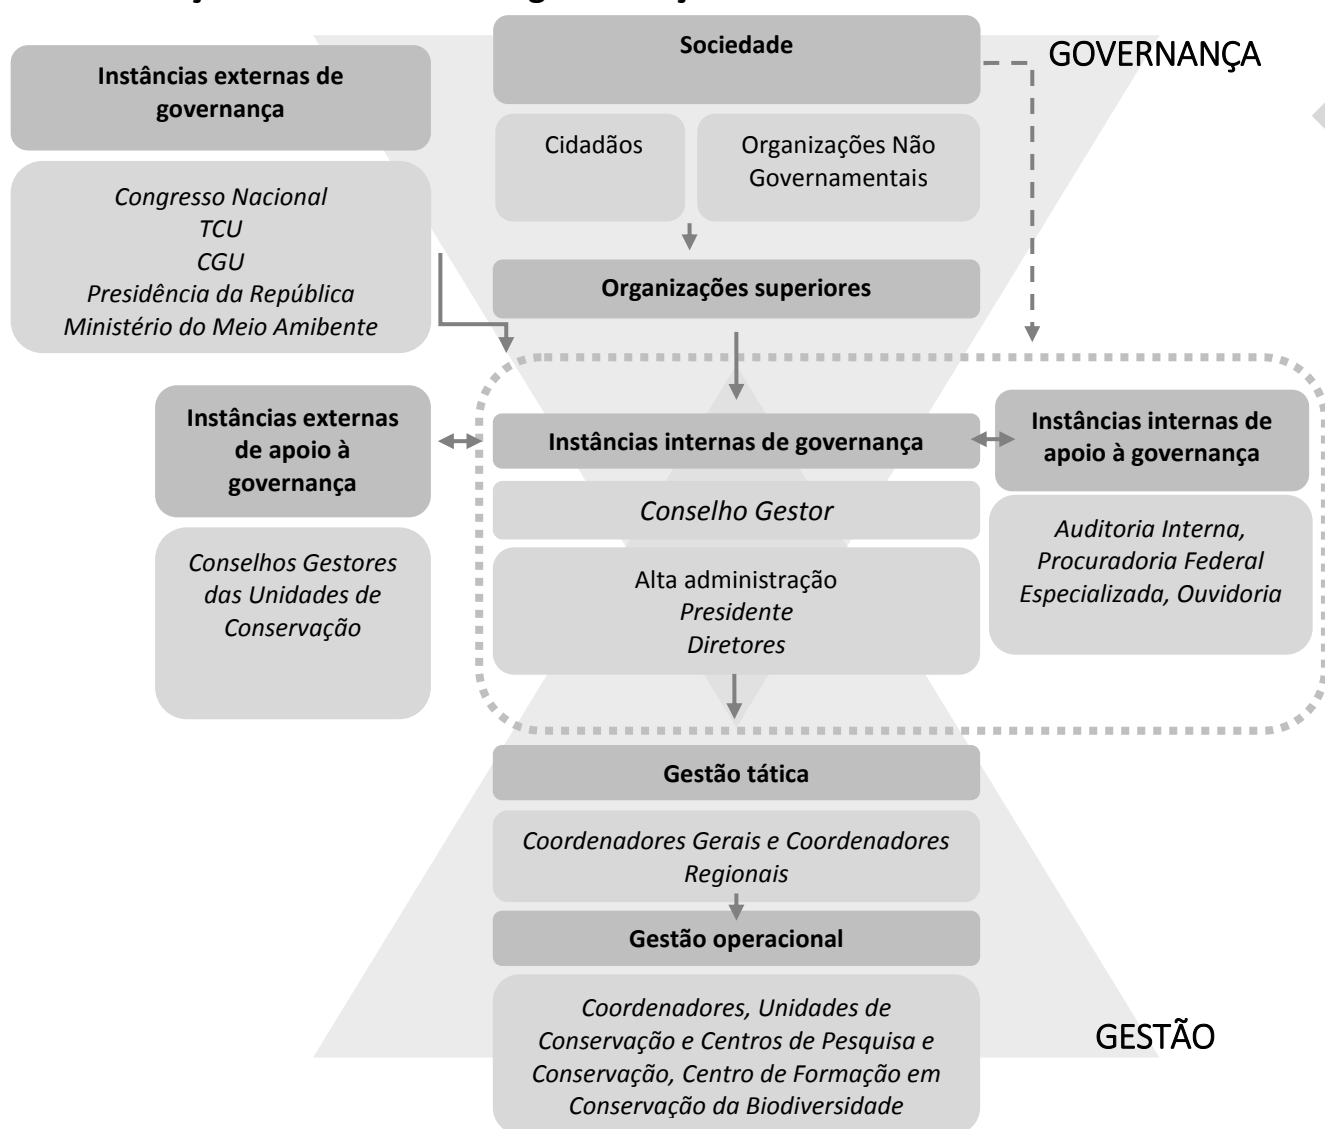 Sociedade
GOVERNANÇA
Instâncias externas de
governança
Cidadãos
Organizações Não
Governamentais
Congresso Nacional
TCU
CGU
Presidência da República
Ministério do Meio Amibente
Organizações superiores
Instâncias externas
de apoio à
governança
Instâncias internas de governança
Instâncias internas de
apoio à governança
Conselho Gestor
Auditoria Interna,
Procuradoria Federal
Especializada, Ouvidoria
Conselhos Gestores
das Unidades de
Conservação
Alta administração
Presidente
Diretores
Gestão tática
Coordenadores Gerais e Coordenadores
Regionais
Gestão operacional
Coordenadores, Unidades de
Conservação e Centros de Pesquisa e
Conservação, Centro de Formação em
Conservação da Biodiversidade
GESTÃO